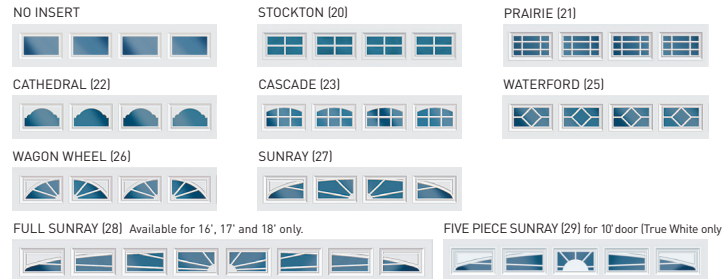 NO INSERT
STOCKTON (20)
PRAIRIE (21)
CATHEDRAL (22)
CASCADE (23)
WATERFORD (25)
WAGON WHEEL (26)
SUNRAY (27)
FULL SUNRAY (28) Available for 16', 17' and 18' only.
FIVE PIECE SUNRAY (29) for 10' door (True White only